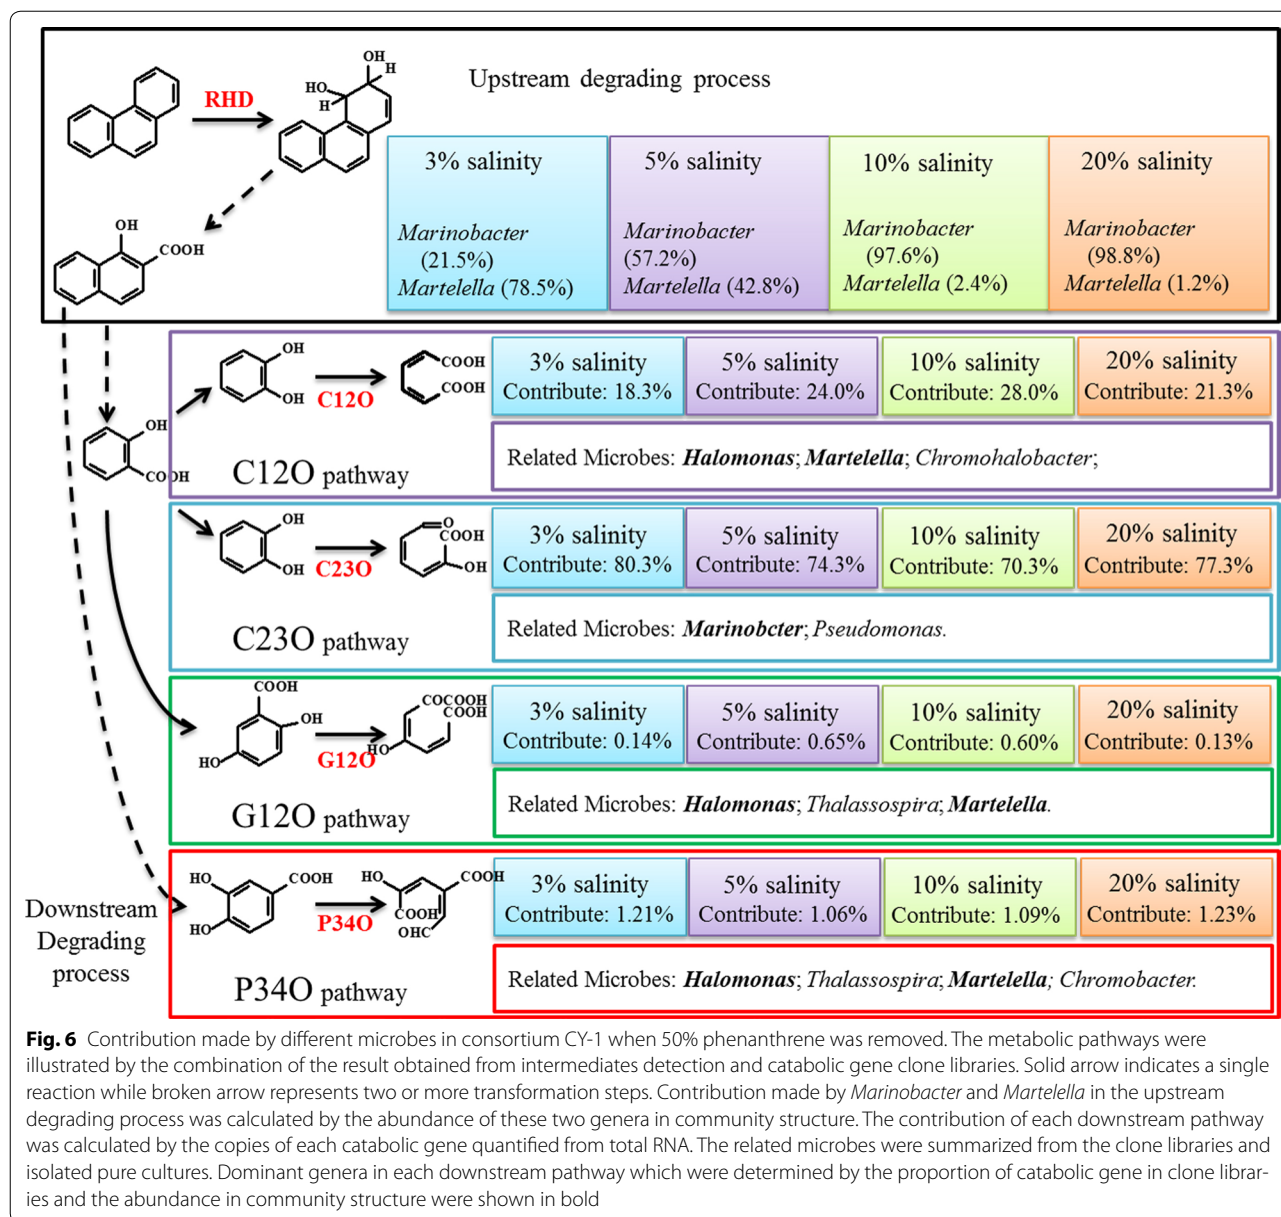 Upstream degrading process
RHD
OH
H
HO
H
3% salinity
Marinobacter
(21.5%)
Martelella (78.5%)
5% salinity
Marinobacter
(57.2%)
Martelella (42.8%)
10% salinity
Marinobacter
(97.6%)
Martelella (2.4%)
20% salinity
Marinobacter
(98.8%)
Martelella (1.2%)
OH
COOH
OH
COOH
OH
OH
C12O
COOH
COOH
C12O pathway
3% salinity
Contribute: 18.3%
5% salinity
Contribute: 24.0%
10% salinity
Contribute: 28.0%
20% salinity
Contribute: 21.3%
Related Microbes: Halomonas; Martelella; Chromohalobacter;
OH
OH
C23O
O
COOH
OH
C23O pathway
3% salinity
Contribute: 80.3%
5% salinity
Contribute: 74.3%
10% salinity
Contribute: 70.3%
20% salinity
Contribute: 77.3%
Related Microbes: Marinobcter; Pseudomonas.
COOH
OH
HO
G12O
COCOOH
COOH
HO
G12O pathway
3% salinity
Contribute: 0.14%
5% salinity
Contribute: 0.65%
10% salinity
Contribute: 0.60%
20% salinity
Contribute: 0.13%
Related Microbes: Halomonas; Thalassospira; Martelella.
Downstream
Degrading
process
HO
COOH
HO
P34O
HO
COOH
COOH
OHC
P34O pathway
3% salinity
Contribute: 1.21%
5% salinity
Contribute: 1.06%
10% salinity
Contribute: 1.09%
20% salinity
Contribute: 1.23%
Related Microbes: Halomonas; Thalassospira; Martelella; Chromobacter.
Fig. 6 Contribution made by different microbes in consortium CY-1 when 50% phenanthrene was removed. The metabolic pathways were
illustrated by the combination of the result obtained from intermediates detection and catabolic gene clone libraries. Solid arrow indicates a single
reaction while broken arrow represents two or more transformation steps. Contribution made by Marinobacter and Martelella in the upstream
degrading process was calculated by the abundance of these two genera in community structure. The contribution of each downstream pathway
was calculated by the copies of each catabolic gene quantified from total RNA. The related microbes were summarized from the clone libraries and
isolated pure cultures. Dominant genera in each downstream pathway which were determined by the proportion of catabolic gene in clone librar-
ies and the abundance in community structure were shown in bold